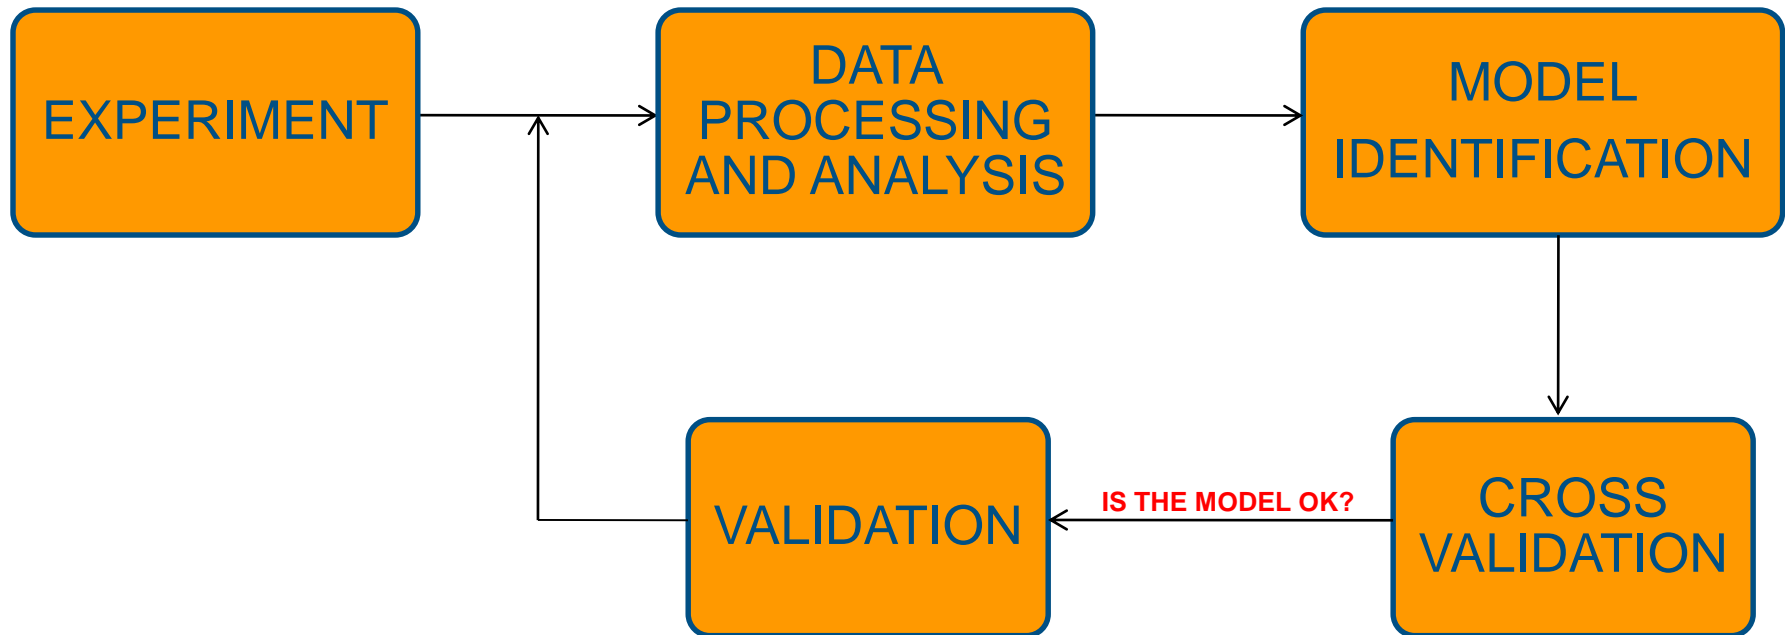 EXPERIMENT
DATA
PROCESSING
AND ANALYSIS
MODEL
IDENTIFICATION
VALIDATION
IS THE MODEL OK?
CROSS
VALIDATION